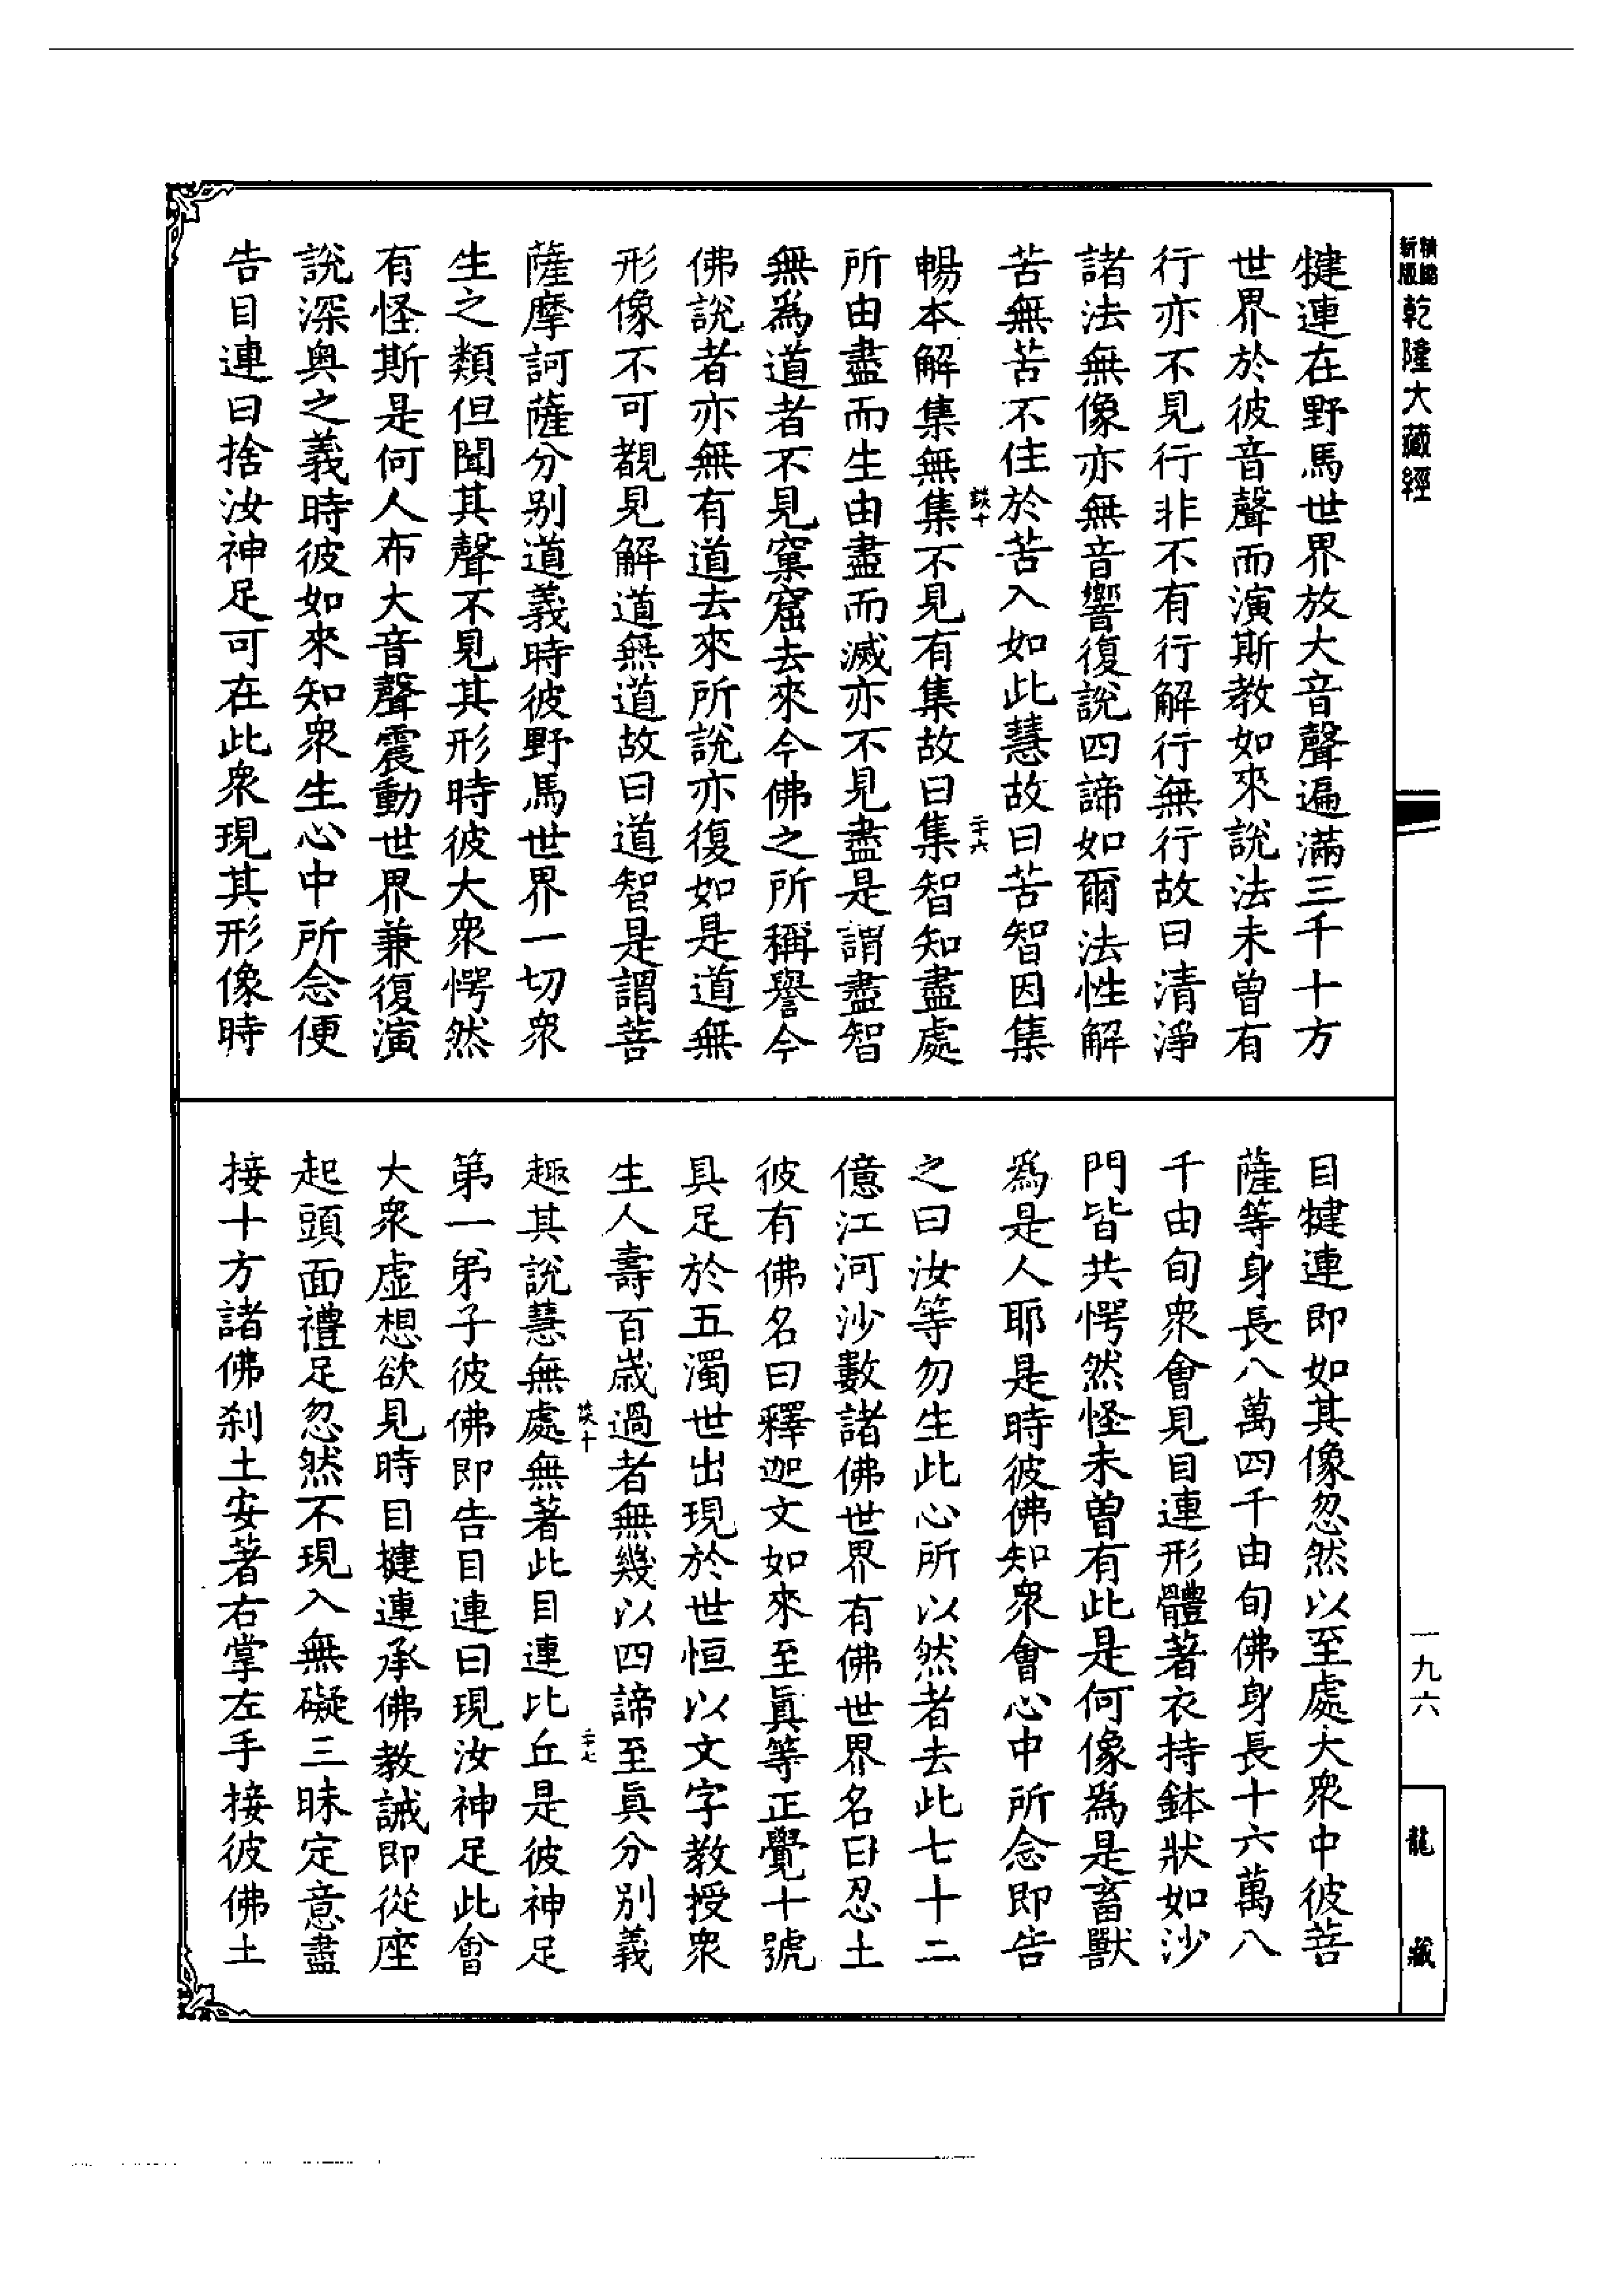 精縮
新版
乾隆大藏經
犍連在野馬世界放大音聲遍滿三千十方
世界於彼音聲而演斯教如來說法未曾有
行亦不見行非不有行解行無行故曰清淨
諸法無像亦無音響復說四諦如爾法性解
苦無苦不住於苦入如此慧故曰苦智因集
談十
二十六
暢本解集無集不見有集故曰集智知盡處
所由盡而生由盡而滅亦不見盡是謂盡智
無為道者不見窠窟去來今佛之所稱譽今
佛說者亦無有道去來所說亦復如是道無
形像不可覩見解道無道故曰道智是謂菩
薩摩訶薩分別道義時彼野馬世界一切眾
生之類但聞其聲不見其形時彼大眾愕然
有怪斯是何人布大音聲震動世界兼復演
說深奧之義時彼如來知眾生心中所念便
告目連曰捨汝神足可在此眾現其形像時
目犍連即如其像忽然以至處大眾中彼菩
薩等身長八萬四千由旬佛身長十六萬八
千由旬眾會見目連形體著衣持鉢狀如沙
門皆共愕然怪未曾有此是何像為是畜獸
為是人耶是時彼佛知眾會心中所念即告
之曰汝等勿生此心所以然者去此七十二
億江河沙數諸佛世界有佛世界名曰忍土
彼有佛名曰釋迦文如來至眞等正覺十號
具足於五濁世出現於世恒以文字教授眾
生人壽百歲過者無幾以四諦至眞分別義
談十
二十七
趣其說慧無處無著此目連比丘是彼神足
第一弟子彼佛即告目連曰現汝神足此會
大眾虛想欲見時目揵連承佛教誡即從座
起頭面禮足忽然不現入無礙三昧定意盡
接十方諸佛刹土安著右掌左手接彼佛土
一九六
龍藏